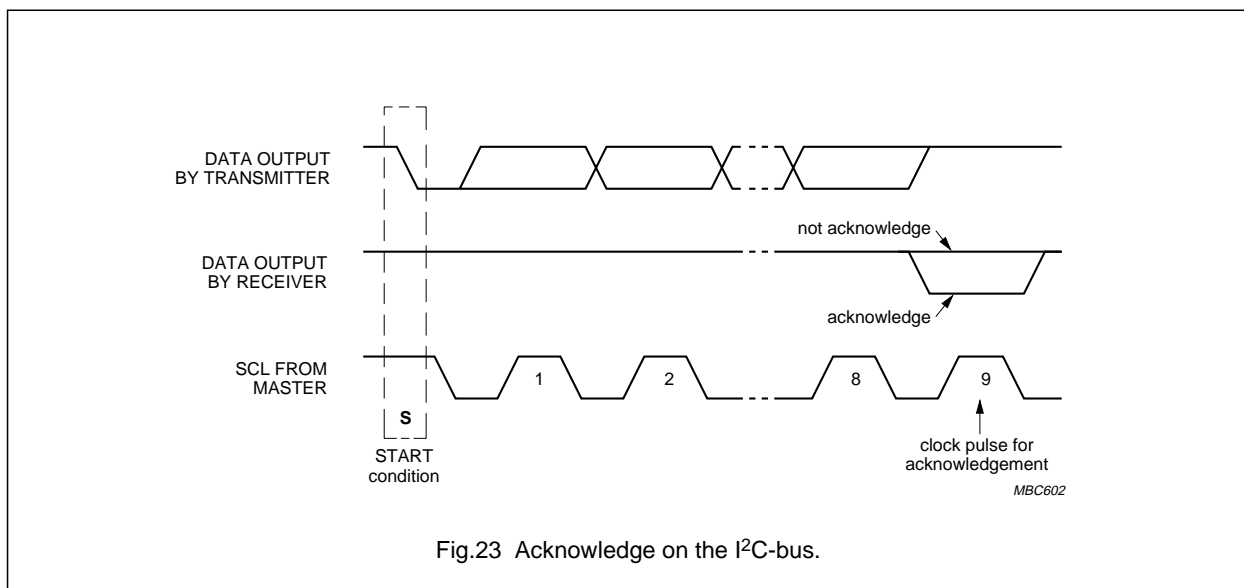 DATA OUTPUT
BY TRANSMITTER
not acknowledge
DATA OUTPUT
BY RECEIVER
acknowledge
SCL FROM
MASTER
1
2
8
9
S
START
condition
clock pulse for
acknowledgement
MBC602
Fig.23 Acknowledge on the I²C-bus.